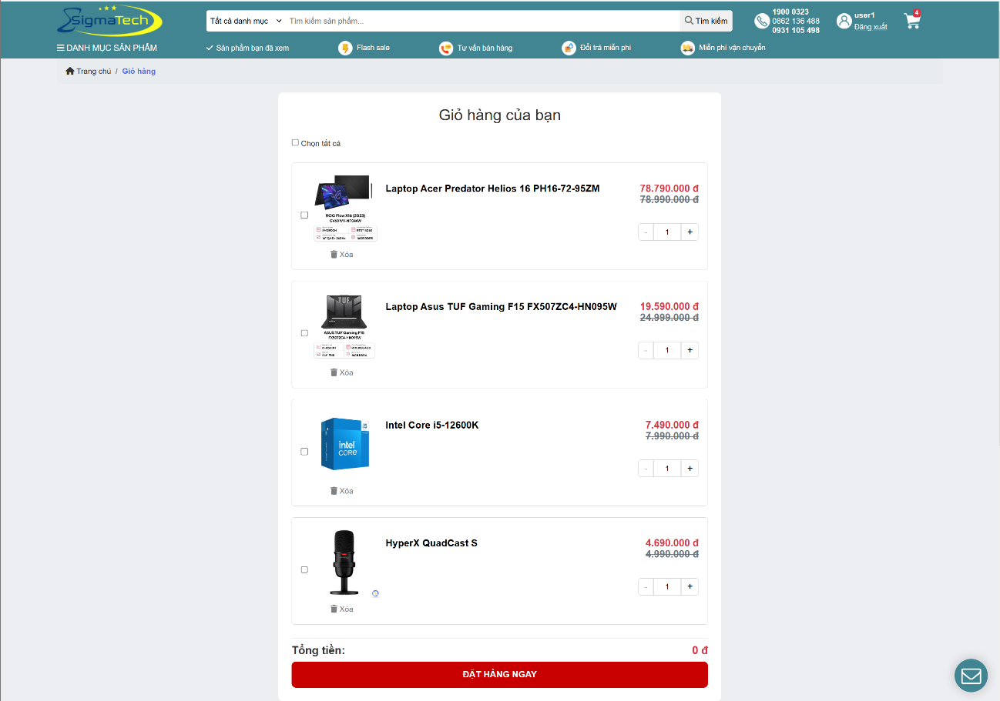 SigmaTech
Tất cả danh mục
Tìm kiếm sản phẩm...
Tìm kiếm
1900 0323
0862 136 488
0931 105 498
user1
Đăng xuất
4
DANH MỤC SẢN PHẨM
Sản phẩm bạn đã xem
Flash sale
Tư vấn bán hàng
Đổi trả miễn phí
Miễn phí vận chuyển
Trang chủ / Giỏ hàng
Giỏ hàng của bạn
Chọn tất cả
Laptop Acer Predator Helios 16 PH16-72-95ZM
78.790.000 đ
78.990.000 đ
ROG Flow X16 (2023)
GV601VV-NF044W
- 1 +
Xóa
Laptop Asus TUF Gaming F15 FX507ZC4-HN095W
19.590.000 đ
24.999.000 đ
TUF
ASUS TUF Gaming F15
FX507ZC4-HN095W
- 1 +
Xóa
Intel Core i5-12600K
7.490.000 đ
7.990.000 đ
i5
intel
CORE
- 1 +
Xóa
HyperX QuadCast S
4.690.000 đ
4.990.000 đ
- 1 +
Xóa
Tổng tiền:
0 đ
ĐẶT HÀNG NGAY